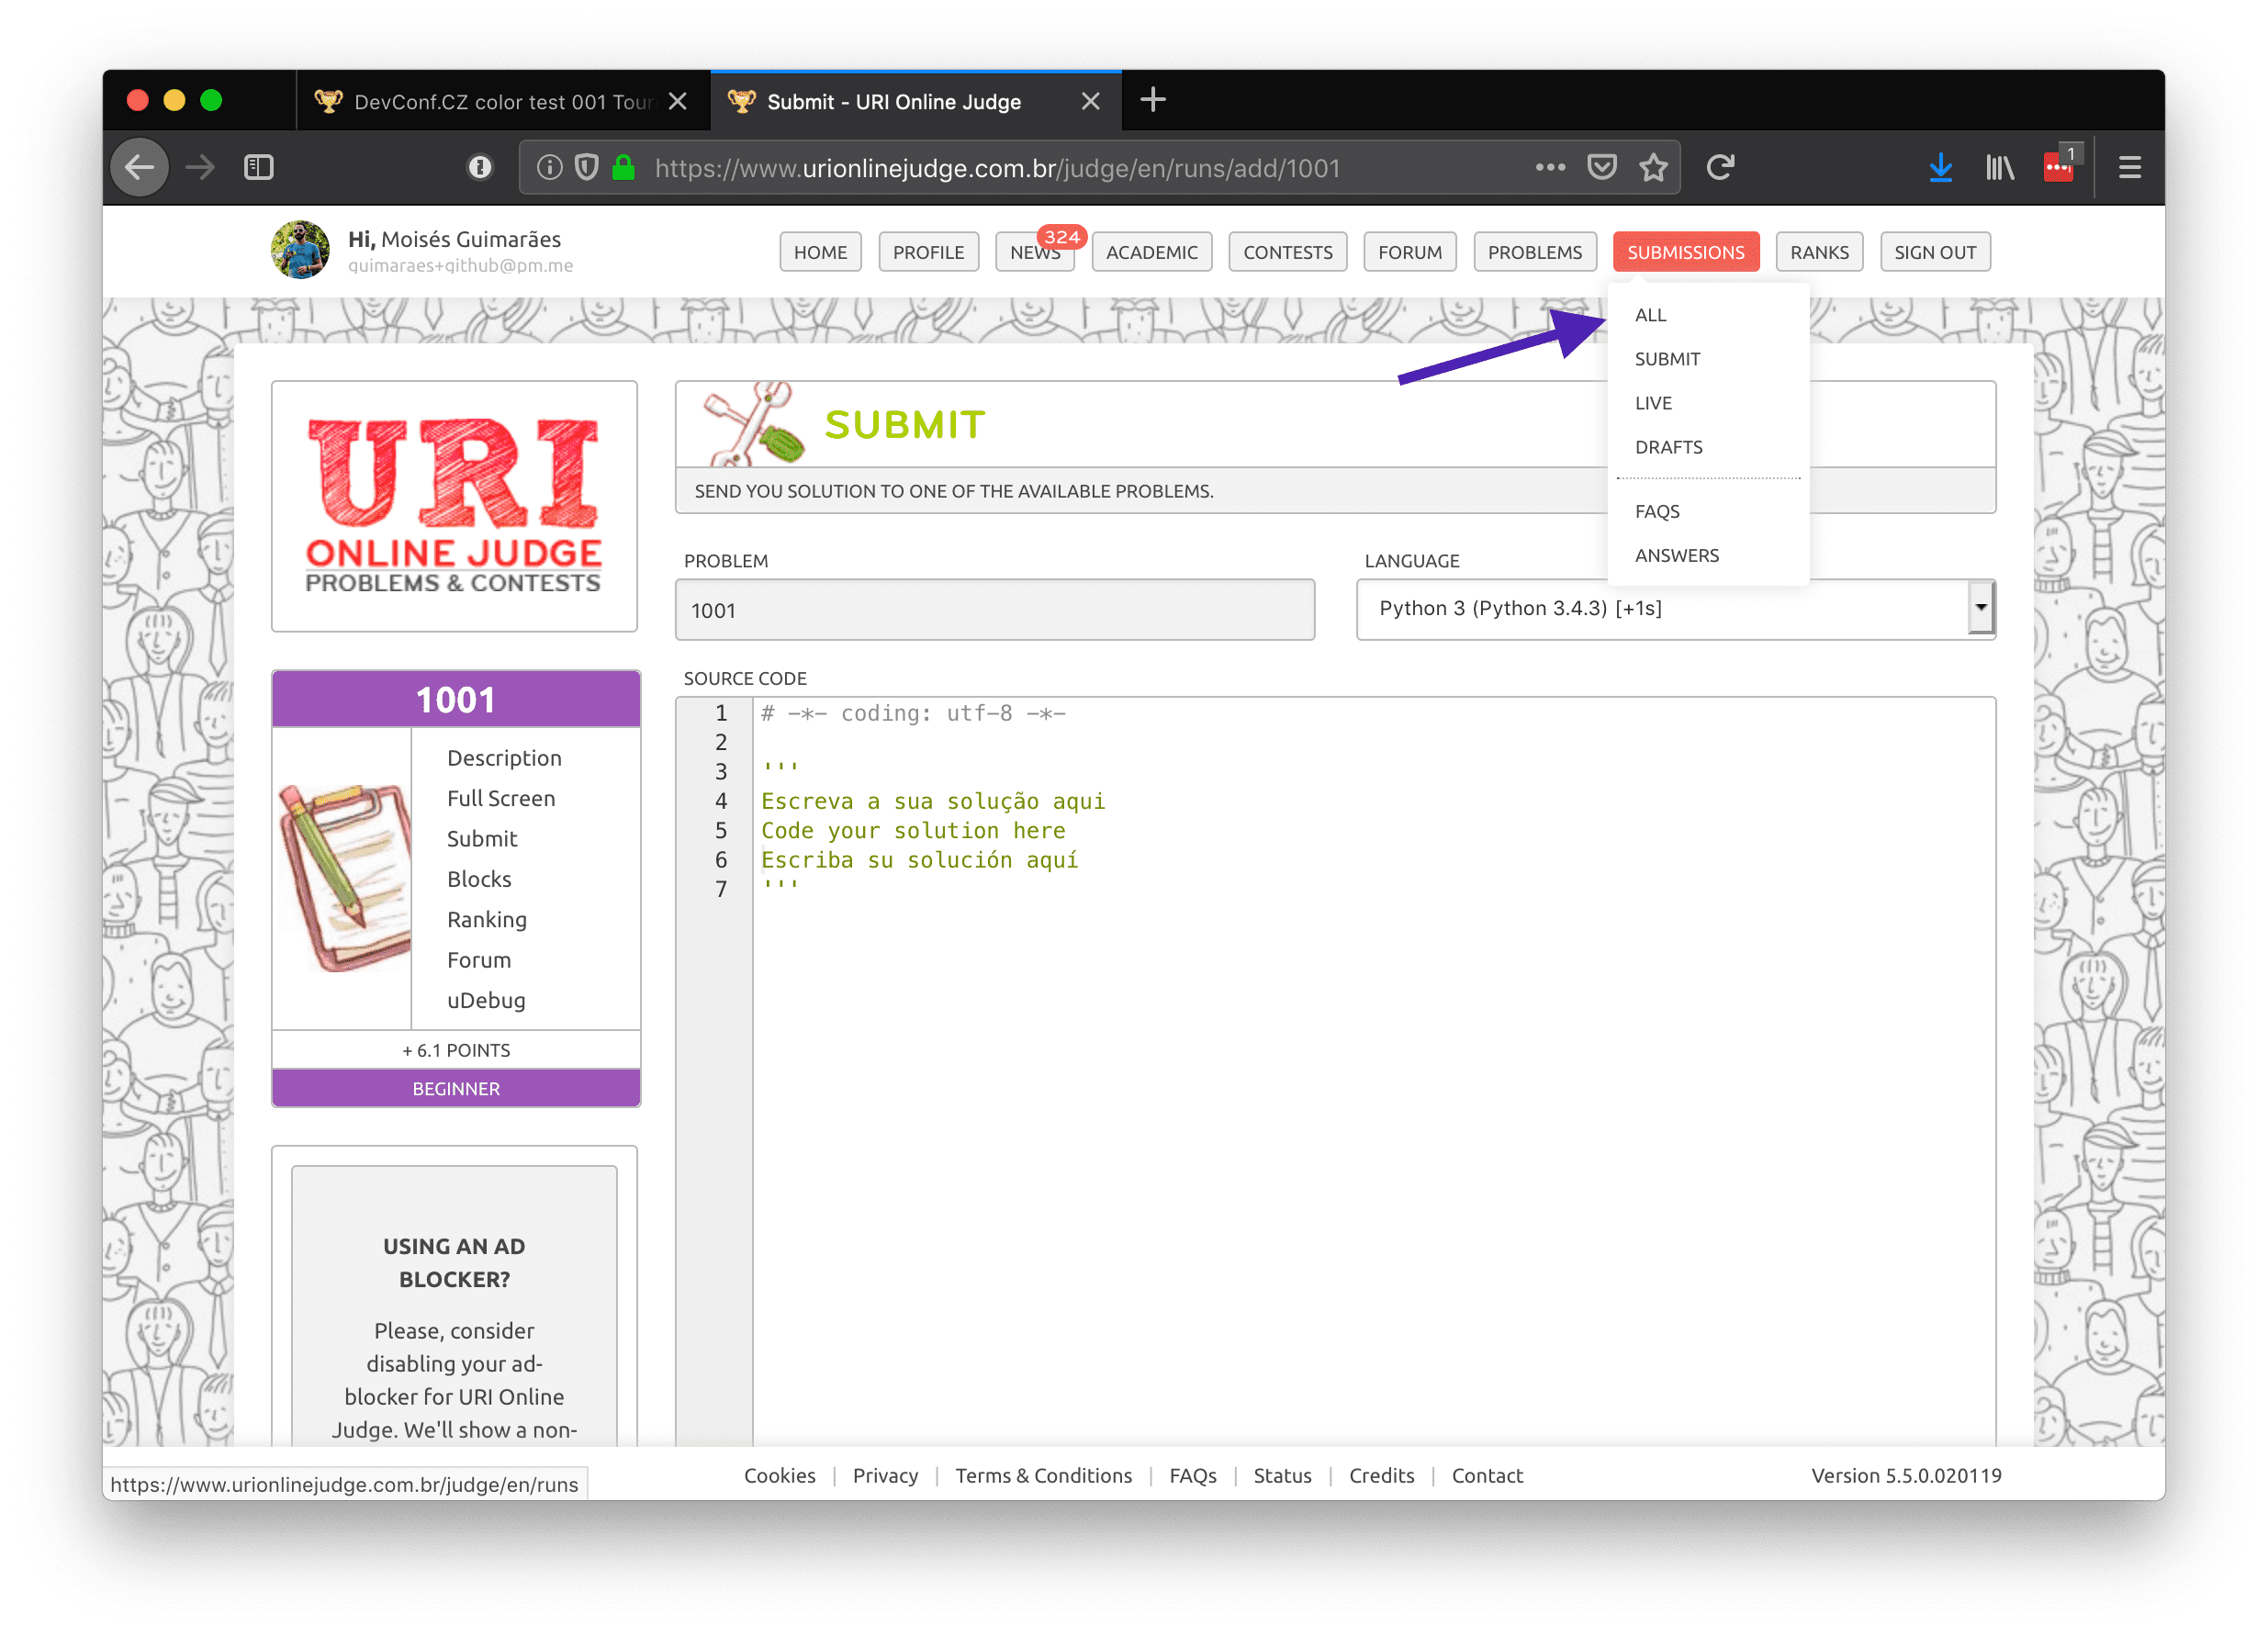 DevConf.CZ color test 001 Tour
Submit - URI Online Judge
https://www.urionlinejudge.com.br/judge/en/runs/add/1001
1
Hi, Moisés Guimarães
guimaraes+github@pm.me
HOME
PROFILE
NEWS
324
ACADEMIC
CONTESTS
FORUM
PROBLEMS
SUBMISSIONS
RANKS
SIGN OUT
ALL
SUBMIT
LIVE
DRAFTS
FAQS
ANSWERS
URI
ONLINE JUDGE
PROBLEMS & CONTESTS
SUBMIT
SEND YOU SOLUTION TO ONE OF THE AVAILABLE PROBLEMS.
PROBLEM
1001
LANGUAGE
Python 3 (Python 3.4.3) [+1s]
SOURCE CODE
1 # -*- coding: utf-8 -*-
2
3 '''
4 Escreva a sua solução aqui
5 Code your solution here
6 Escriba su solución aquí
7 '''
1001
Description
Full Screen
Submit
Blocks
Ranking
Forum
uDebug
+ 6.1 POINTS
BEGINNER
USING AN AD
BLOCKER?
Please, consider
disabling your ad-
blocker for URI Online
Judge. We'll show a non-
https://www.urionlinejudge.com.br/judge/en/runs
Cookies | Privacy | Terms & Conditions | FAQs | Status | Credits | Contact
Version 5.5.0.020119